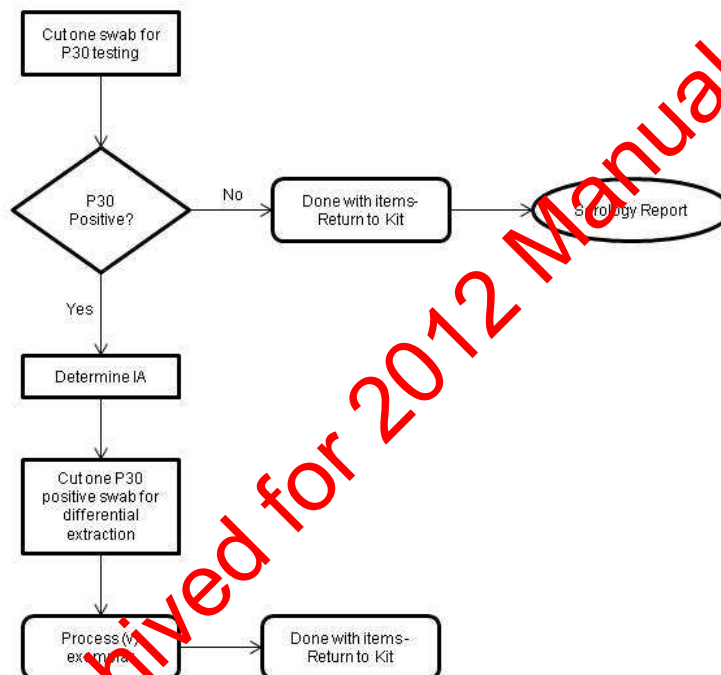 Cut one swab for
P30 testing
P30
Positive?
No
Done with items-
Return to Kit
Serology Report
Yes
Determine IA
Cut one P30
positive swab for
differential
extraction
Process (v)
exemplar
Done with items-
Return to Kit
hived for 2012 Manual